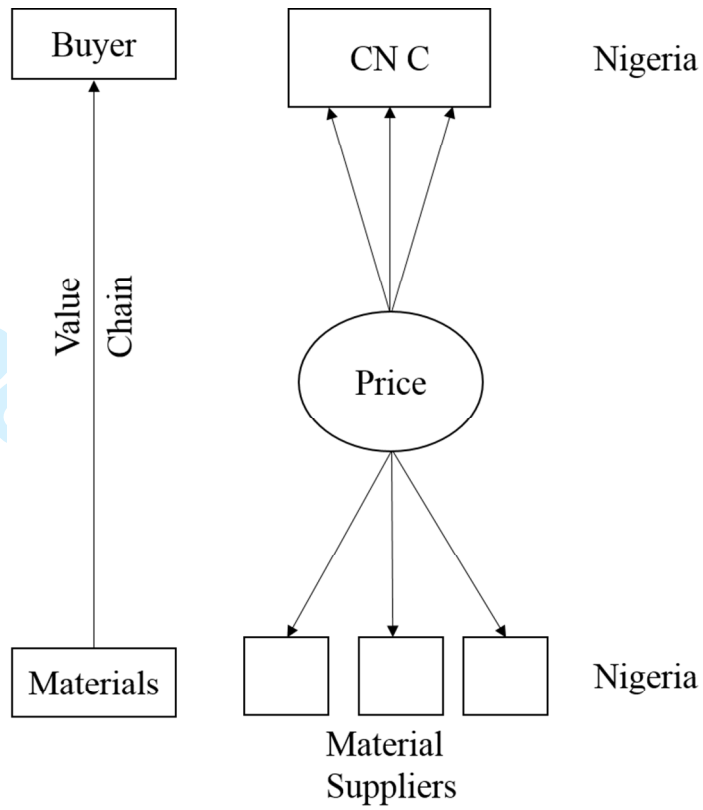 Buyer
CN C
Nigeria
Value
Chain
Price
Materials
Nigeria
Material
Suppliers